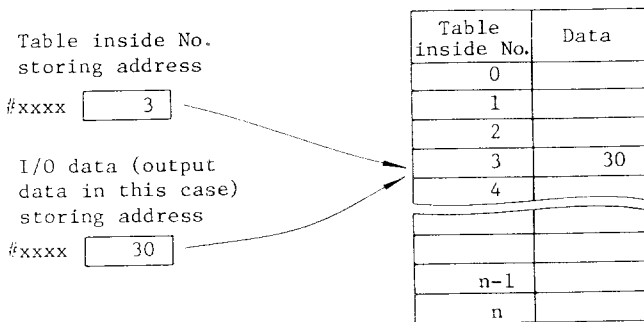 Table inside No.
storing address
#xxxx 3
I/O data (output
data in this case)
storing address
#xxxx 30
Table
inside No.
Data
0
1
2
3 30
4
n-1
n